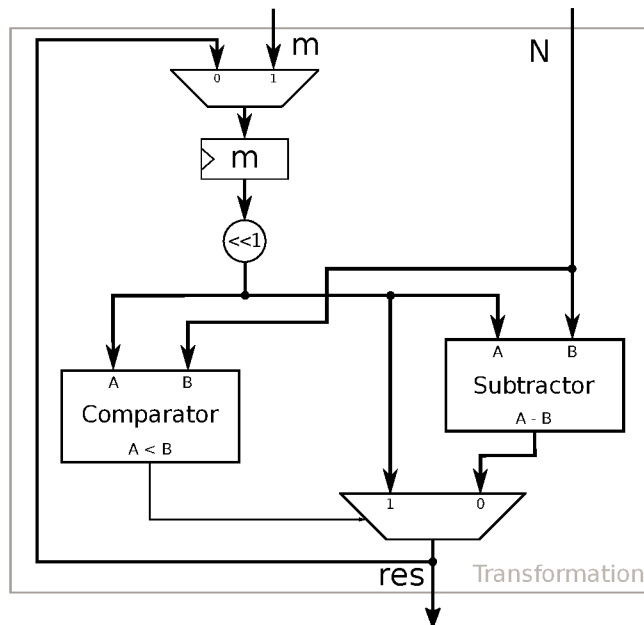 m
N
0 1
m
<<1
A B
Comparator
A < B
A B
Subtractor
A - B
1 0
res
Transformation